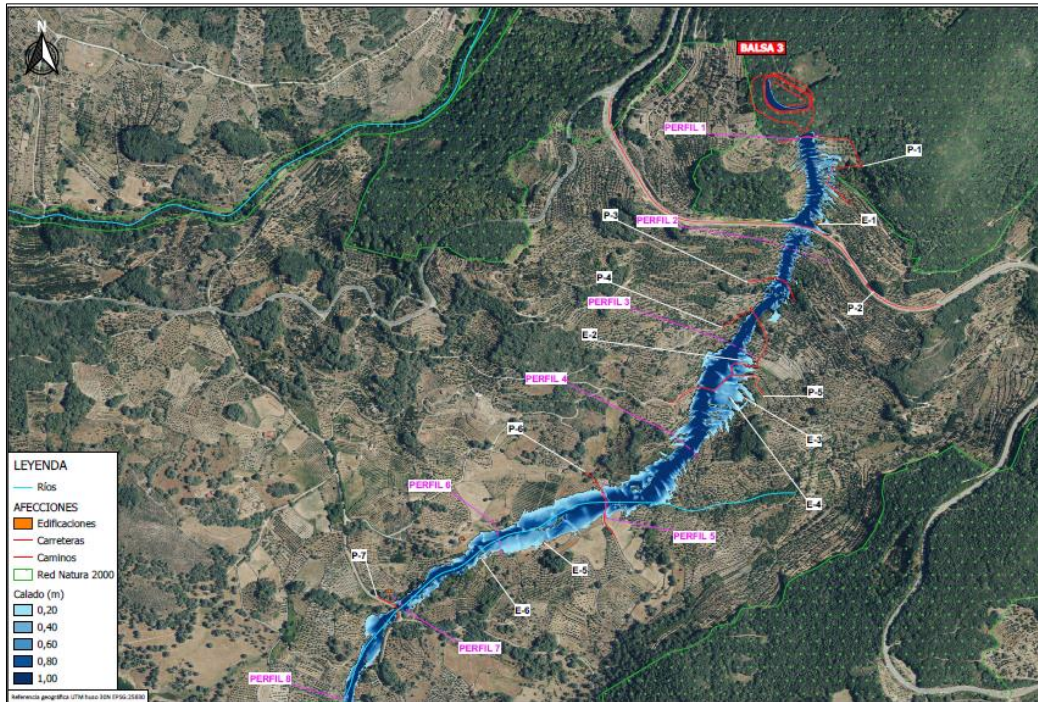 N
BALSA 3
PERFIL 1
P-1
P-3
PERFIL 2
E-1
P-4
PERFIL 3
P-2
E-2
PERFIL 4
P-5
P-6
E-3
PERFIL 6
E-4
PERFIL 5
P-7
E-5
E-6
PERFIL 7
PERFIL 8
LEYENDA
Ríos
AFECCIONES
Edificaciones
Carreteras
Caminos
Red Natura 2000
Calado (m)
0,20
0,40
0,60
0,80
1,00
Referencia geográfica UTM huso 30N EPSG:25830